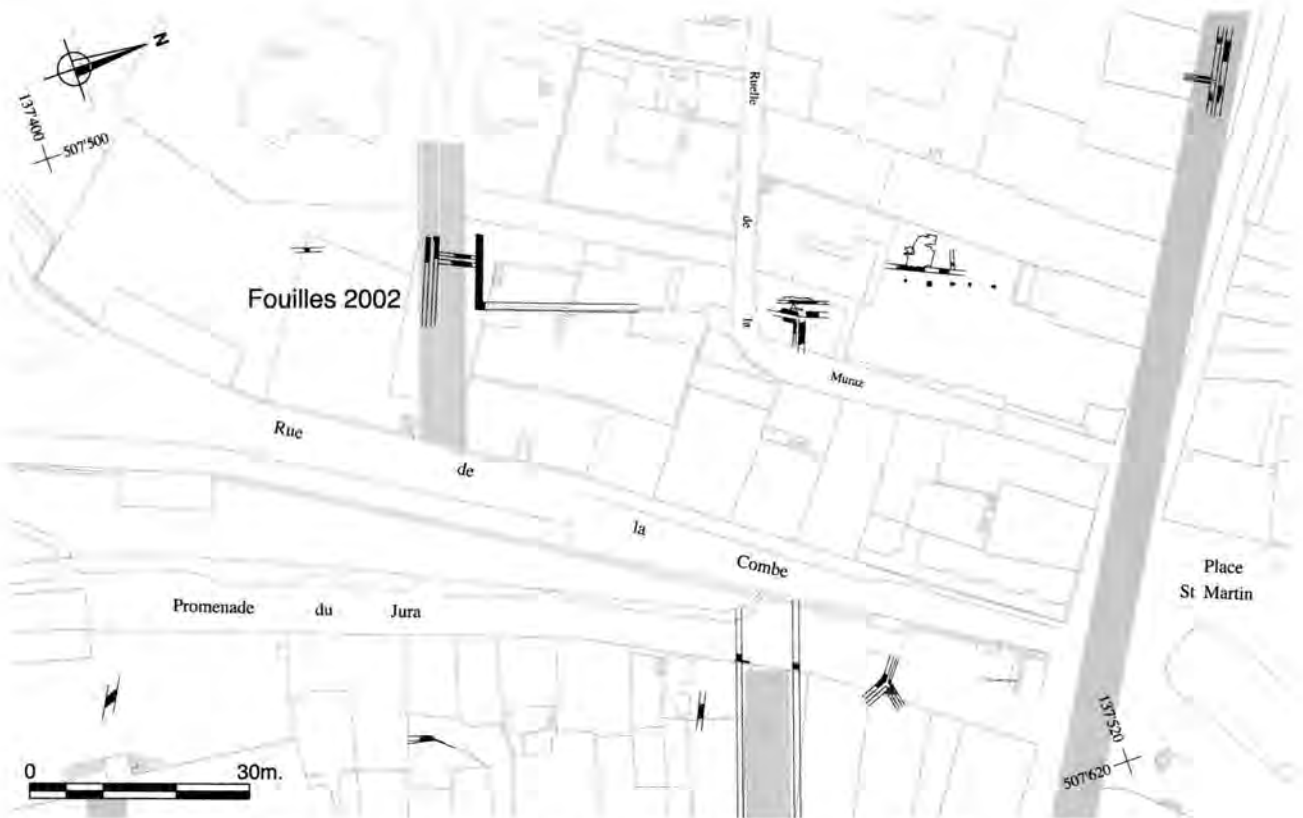 N
137'400
507'500
Ruelle
de
la
Muraz
Fouilles 2002
Rue
de
la
Combe
Place
St Martin
Promenade du Jura
137'520
507'620
0 30m.